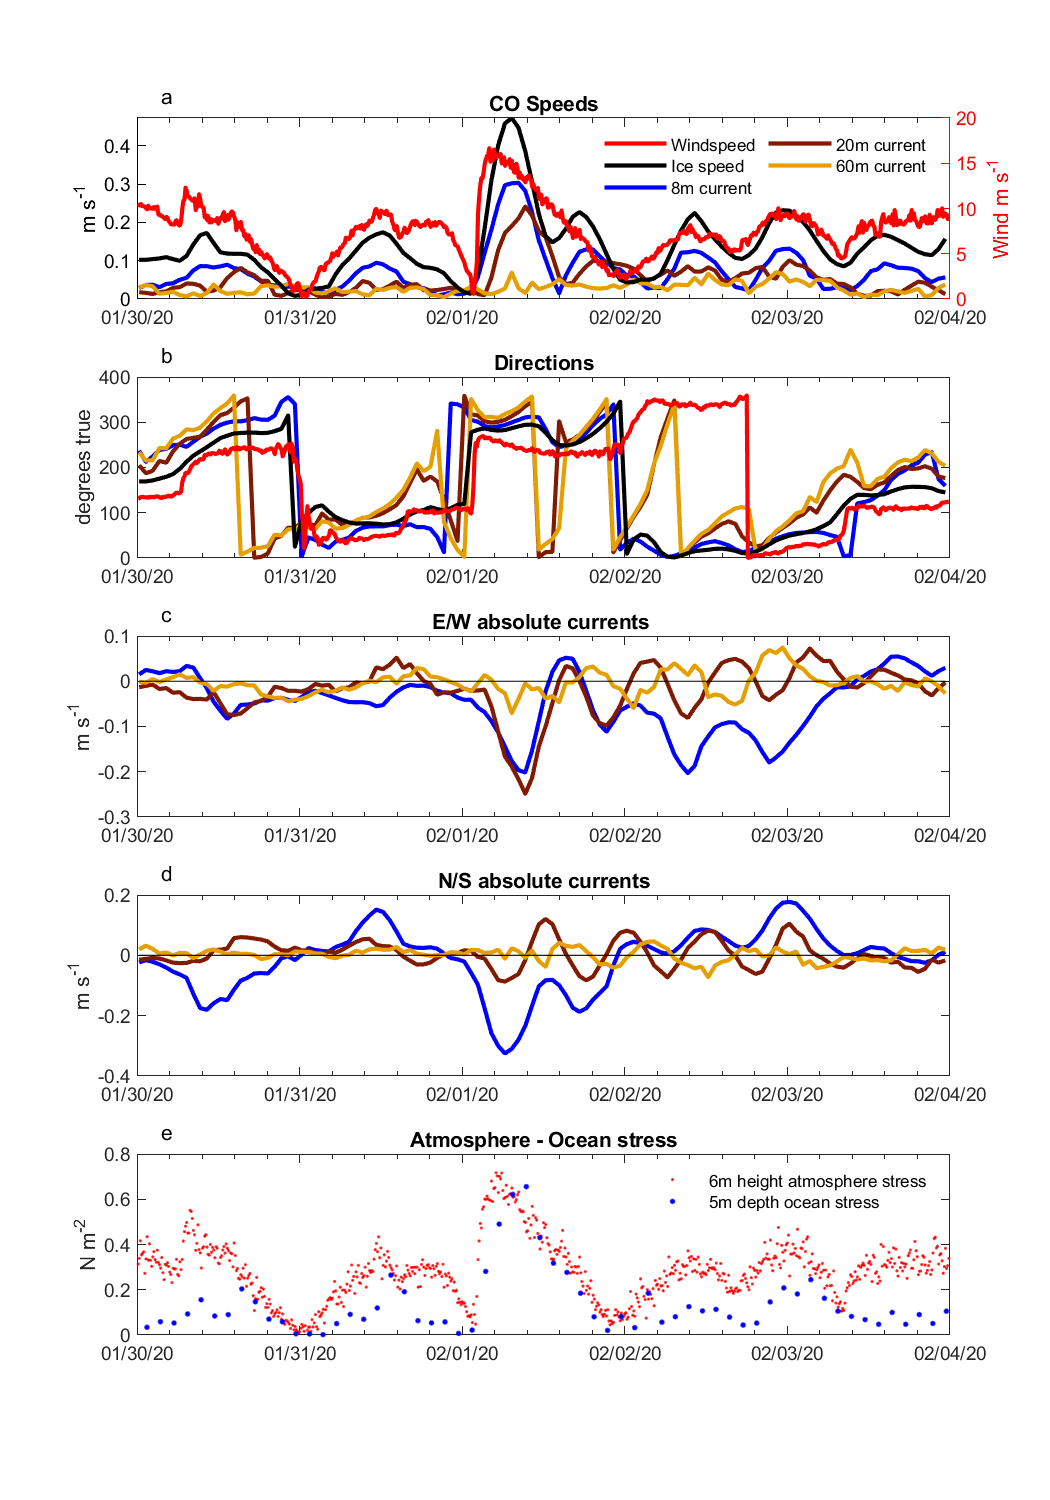 a
CO Speeds
m s-1
0.4
0.3
0.2
0.1
0
20
15
10
5
0
Wind m s-1
Windspeed
Ice speed
8m current
20m current
60m current
01/30/20 01/31/20 02/01/20 02/02/20 02/03/20 02/04/20
b
Directions
degrees true
400
300
200
100
0
01/30/20 01/31/20 02/01/20 02/02/20 02/03/20 02/04/20
c
E/W absolute currents
m s-1
0.1
0
-0.1
-0.2
-0.3
01/30/20 01/31/20 02/01/20 02/02/20 02/03/20 02/04/20
d
N/S absolute currents
m s-1
0.2
0
-0.2
-0.4
01/30/20 01/31/20 02/01/20 02/02/20 02/03/20 02/04/20
e
Atmosphere - Ocean stress
N m-2
0.8
0.6
0.4
0.2
0
6m height atmosphere stress
5m depth ocean stress
01/30/20 01/31/20 02/01/20 02/02/20 02/03/20 02/04/20